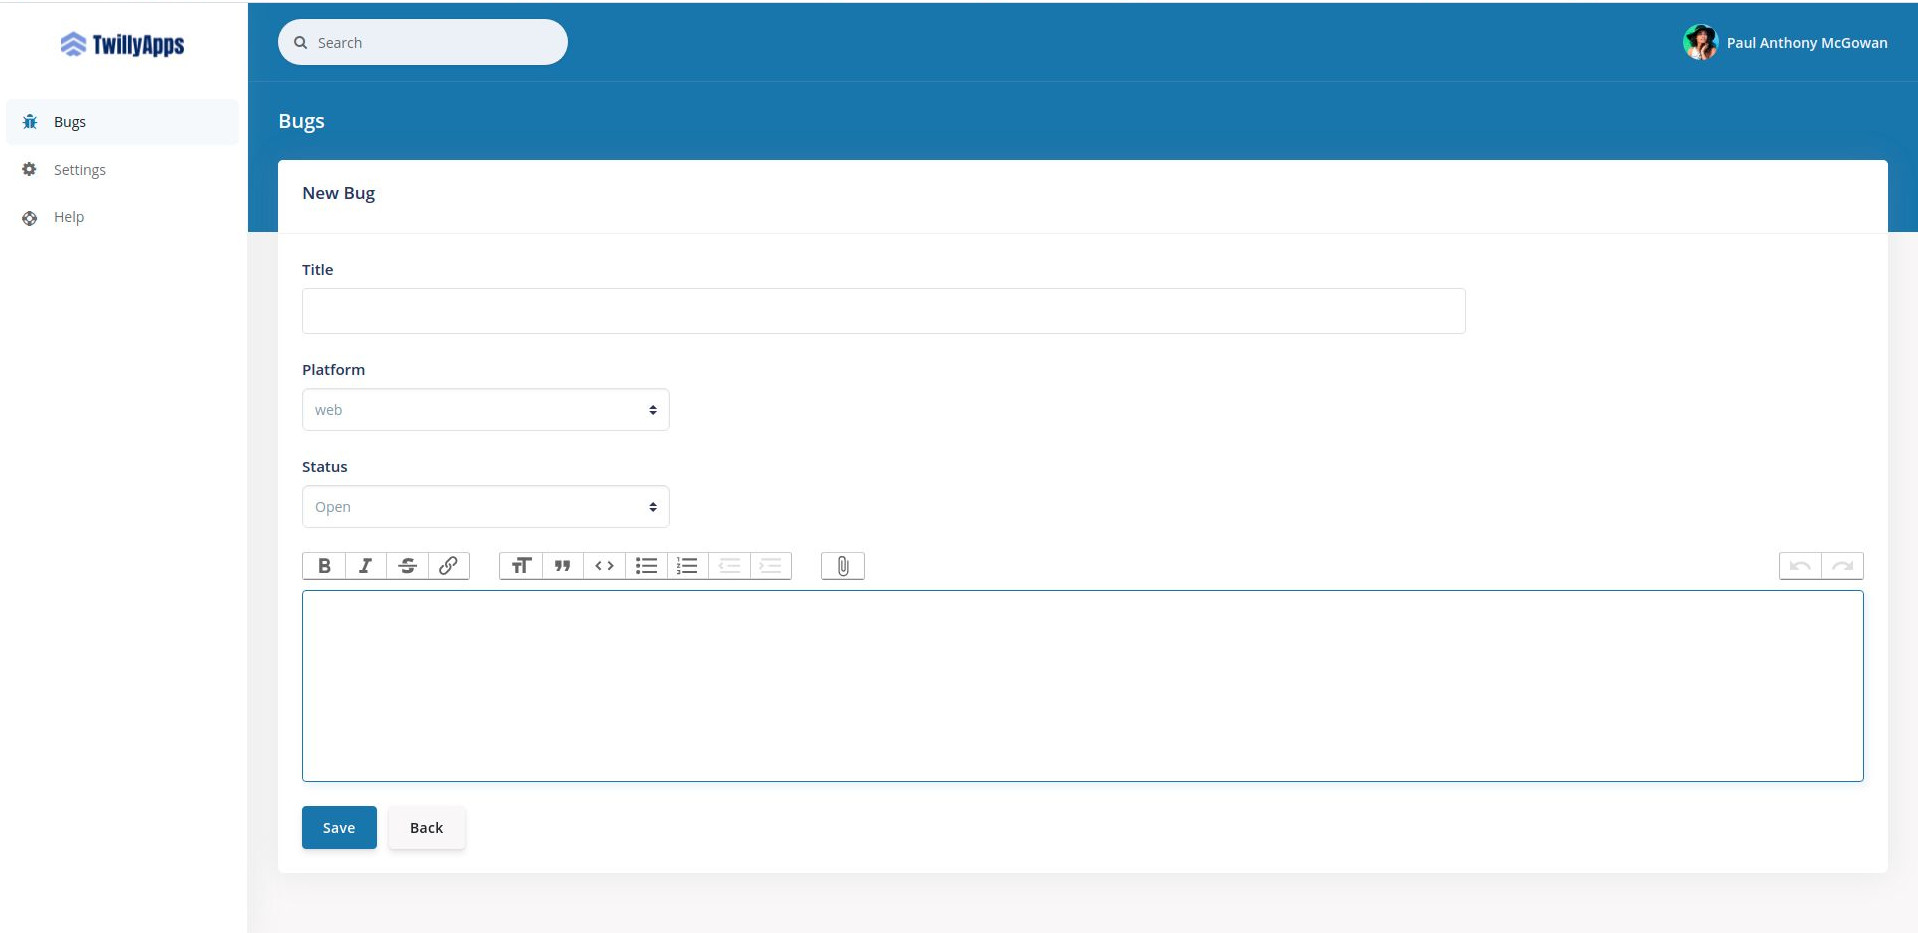 TwillyApps
Search
Paul Anthony McGowan
Bugs
Settings
Help
Bugs
New Bug
Title
Platform
web
Status
Open
Save
Back